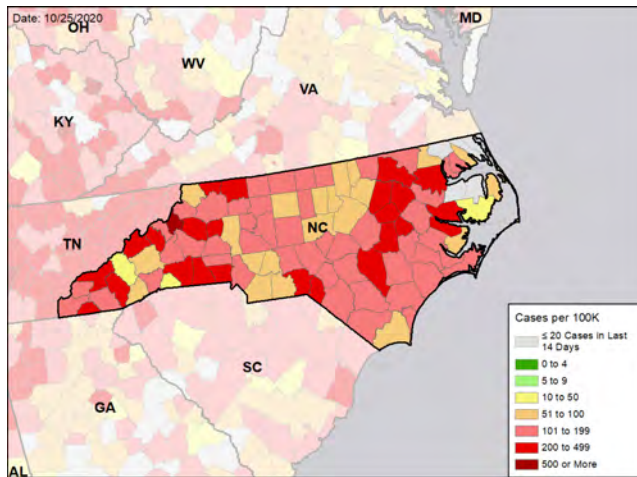 Date: 10/25/2020
OH
MD
WV
VA
KY
TN
NC
SC
GA
AL
Cases per 100K
≤ 20 Cases in Last
14 Days
0 to 4
5 to 9
10 to 50
51 to 100
101 to 199
200 to 499
500 or More